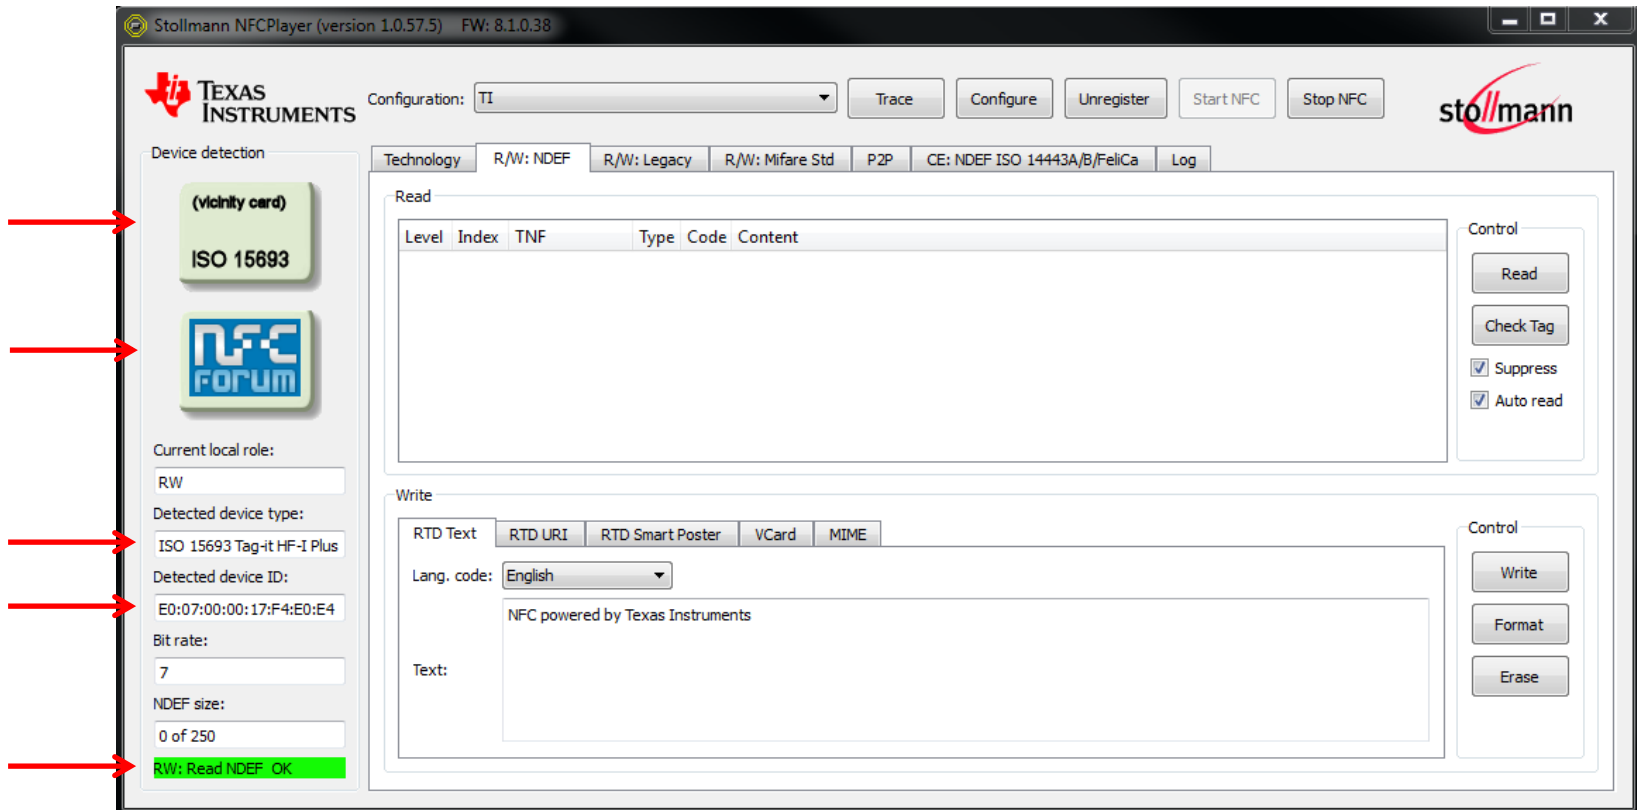 Stollmann NFCPlayer (version 1.0.57.5) FW: 8.1.0.38
TEXAS
INSTRUMENTS
Configuration: TI Trace Configure Unregister Start NFC Stop NFC
stollmann
Device detection
(vicinity card)
ISO 15693
NFC
FORUM
Current local role:
RW
Detected device type:
ISO 15693 Tag-it HF-I Plus
Detected device ID:
E0:07:00:00:17:F4:E0:E4
Bit rate:
7
NDEF size:
0 of 250
RW: Read NDEF OK
Technology R/W: NDEF R/W: Legacy R/W: Mifare Std P2P CE: NDEF ISO 14443A/B/FeliCa Log
Read
Level Index TNF Type Code Content
Control
Read
Check Tag
Suppress
Auto read
Write
RTD Text RTD URI RTD Smart Poster VCard MIME
Lang. code: English
Text: NFC powered by Texas Instruments
Control
Write
Format
Erase